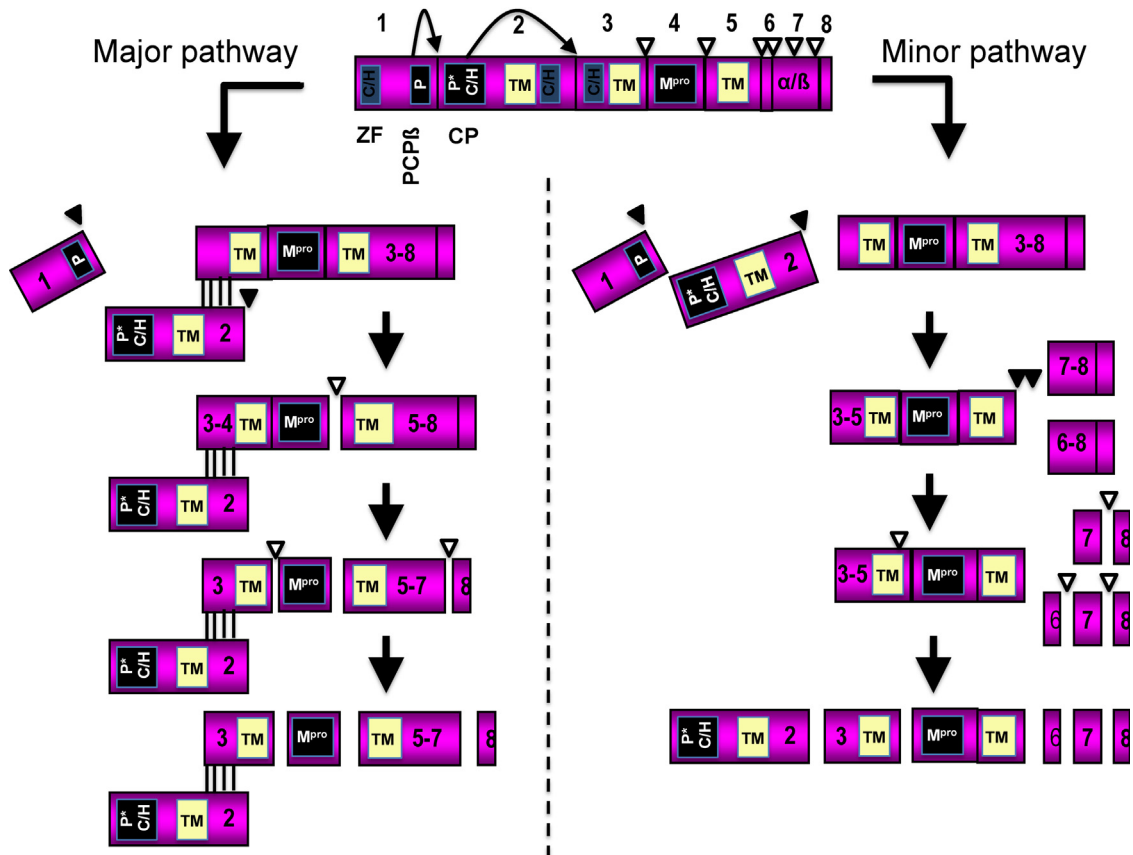 1 2 3 4 5 6 7 8
Major pathway
Minor pathway
C/H P P* C/H TM C/H C/H TM Mpro TM α/ß
ZF PCPß CP
1 P
TM Mpro TM 3-8
P* C/H TM 2
3-4 TM Mpro TM 5-8
P* C/H TM 2
3 TM Mpro TM 5-7 8
P* C/H TM 2
3 TM Mpro TM 5-7 8
P* C/H TM 2
1 P
P* C/H TM 2
TM Mpro TM 3-8
7-8
3-5 TM Mpro TM
6-8
7 8
3-5 TM Mpro TM
6 7 8
P* C/H TM 2 3 TM Mpro TM 6 7 8